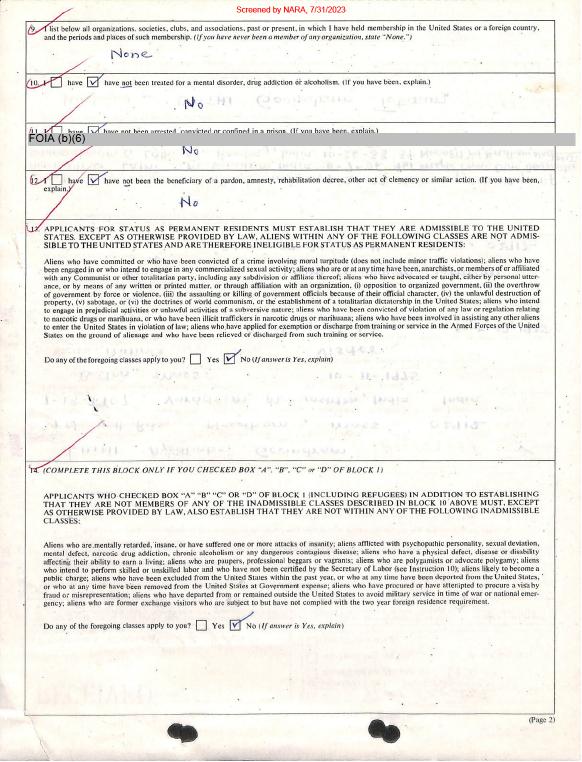 Screened by NARA, 7/31/2023
9. I list below all organizations, societies, clubs, and associations, past or present, in which I have held membership in the United States or a foreign country,
and the periods and places of such membership. (If you have never been a member of any organization, state "None.")
None
10. I have have not been treated for a mental disorder, drug addiction or alcoholism. (If you have been, explain.)
No
11. I have have not been arrested, convicted or confined in a prison. (If you have been, explain.)
FOIA (b)(6)
No
12. I have have not been the beneficiary of a pardon, amnesty, rehabilitation decree, other act of clemency or similar action. (If you have been,
explain.)
No
13. APPLICANTS FOR STATUS AS PERMANENT RESIDENTS MUST ESTABLISH THAT THEY ARE ADMISSIBLE TO THE UNITED
STATES. EXCEPT AS OTHERWISE PROVIDED BY LAW, ALIENS WITHIN ANY OF THE FOLLOWING CLASSES ARE NOT ADMIS-
SIBLE TO THE UNITED STATES AND ARE THEREFORE INELIGIBLE FOR STATUS AS PERMANENT RESIDENTS:
Aliens who have committed or who have been convicted of a crime involving moral turpitude (does not include minor traffic violations); aliens who have
been engaged in or who intend to engage in any commercialized sexual activity; aliens who are or at any time have been, anarchists, or members of or affiliated
with any Communist or other totalitarian party, including any subdivision or affiliate thereof; aliens who have advocated or taught, either by personal utter-
ance, or by means of any written or printed matter, or through affiliation with an organization, (i) opposition to organized government, (ii) the overthrow
of government by force or violence, (iii) the assaulting or killing of government officials because of their official character, (iv) the unlawful destruction of
property, (v) sabotage, or (vi) the doctrines of world communism, or the establishment of a totalitarian dictatorship in the United States; aliens who intend
to engage in prejudicial activities or unlawful activities of a subversive nature; aliens who have been convicted of violation of any law or regulation relating
to narcotic drugs or marihuana, or who have been illicit traffickers in narcotic drugs or marihuana; aliens who have been involved in assisting any other aliens
to enter the United States in violation of law; aliens who have applied for exemption or discharge from training or service in the Armed Forces of the United
States on the ground of alienage and who have been relieved or discharged from such training or service.
Do any of the foregoing classes apply to you? Yes No (If answer is Yes, explain)
14. (COMPLETE THIS BLOCK ONLY IF YOU CHECKED BOX "A", "B", "C" or "D" OF BLOCK 1)
APPLICANTS WHO CHECKED BOX "A" "B" "C" OR "D" OF BLOCK 1 (INCLUDING REFUGEES) IN ADDITION TO ESTABLISHING
THAT THEY ARE NOT MEMBERS OF ANY OF THE INADMISSIBLE CLASSES DESCRIBED IN BLOCK 10 ABOVE MUST, EXCEPT
AS OTHERWISE PROVIDED BY LAW, ALSO ESTABLISH THAT THEY ARE NOT WITHIN ANY OF THE FOLLOWING INADMISSIBLE
CLASSES:
Aliens who are mentally retarded, insane, or have suffered one or more attacks of insanity; aliens afflicted with psychopathic personality, sexual deviation,
mental defect, narcotic drug addiction, chronic alcoholism or any dangerous contagious disease; aliens who have a physical defect, disease or disability
affecting their ability to earn a living; aliens who are paupers, professional beggars or vagrants; aliens who are polygamists or advocate polygamy; aliens
who intend to perform skilled or unskilled labor and who have not been certified by the Secretary of Labor (see Instruction 10); aliens likely to become a
public charge; aliens who have been excluded from the United States within the past year, or who at any time have been deported from the United States,
or who at any time have been removed from the United States at Government expense; aliens who have procured or have attempted to procure a visa by
fraud or misrepresentation; aliens who have departed from or remained outside the United States to avoid military service in time of war or national emer-
gency; aliens who are former exchange visitors who are subject to but have not complied with the two year foreign residence requirement.
Do any of the foregoing classes apply to you? Yes No (If answer is Yes, explain)
(Page 2)